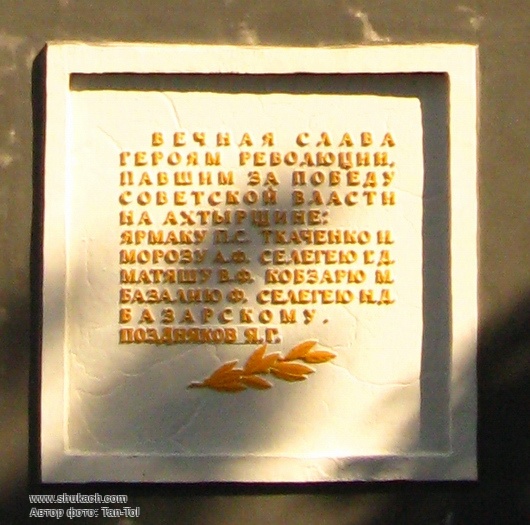 ВЕЧНАЯ СЛАВА
ГЕРОЯМ РЕВОЛЮЦИИ,
ПАВШИМ ЗА ПОБЕДУ
СОВЕТСКОЙ ВЛАСТИ
НА АХТЫРЩИНЕ:
ЯРМАКУ П.С. ТКАЧЕНКО И.
МОРОЗУ А.Ф. СЕЛЕГЕЮ Г.Д.
МАТЯШУ В.Ф. КОБЗАРЮ М.
Ф. СЕЛЕГЕЮ И.Д.
БАЗАРСКОМУ.
ПОЗДНЯКОВ Я.Г.
www.shukach.com
Автор фото: Tan-Tol